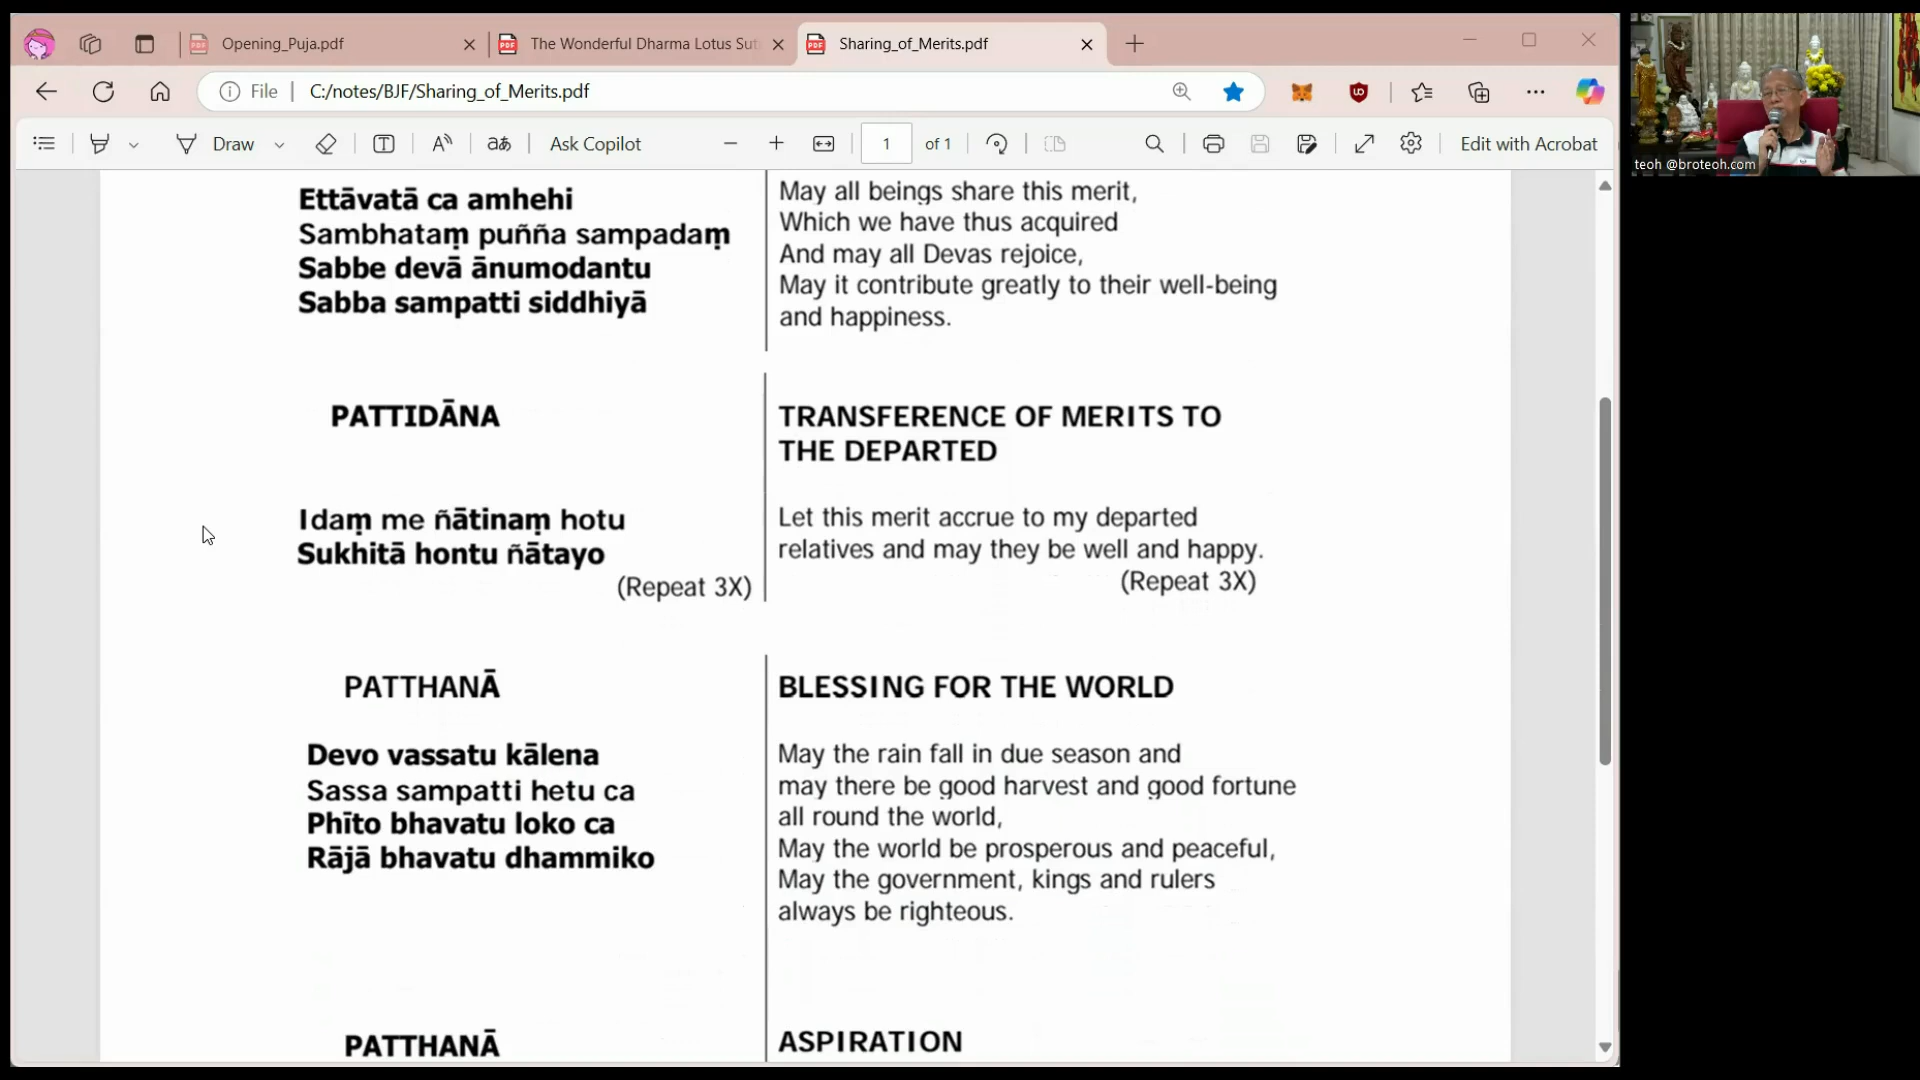 Opening_Puja.pdf
The Wonderful Dharma Lotus Sut
Sharing_of_Merits.pdf
File
C:/notes/BJF/Sharing_of_Merits.pdf
Draw
Ask Copilot
1
of 1
Edit with Acrobat
teoh @broteoh.com
Ettāvatā ca amhehi
Sambhataṃ puñña sampadaṃ
Sabbe devā ānumodantu
Sabba sampatti siddhiyā
May all beings share this merit,
Which we have thus acquired
And may all Devas rejoice,
May it contribute greatly to their well-being
and happiness.
PATTIDĀNA
TRANSFERENCE OF MERITS TO
THE DEPARTED
Idaṃ me ñātinaṃ hotu
Sukhitā hontu ñātayo
(Repeat 3X)
Let this merit accrue to my departed
relatives and may they be well and happy.
(Repeat 3X)
PATTHANĀ
BLESSING FOR THE WORLD
Devo vassatu kālena
Sassa sampatti hetu ca
Phīto bhavatu loko ca
Rājā bhavatu dhammiko
May the rain fall in due season and
may there be good harvest and good fortune
all round the world,
May the world be prosperous and peaceful,
May the government, kings and rulers
always be righteous.
PATTHANĀ
ASPIRATION